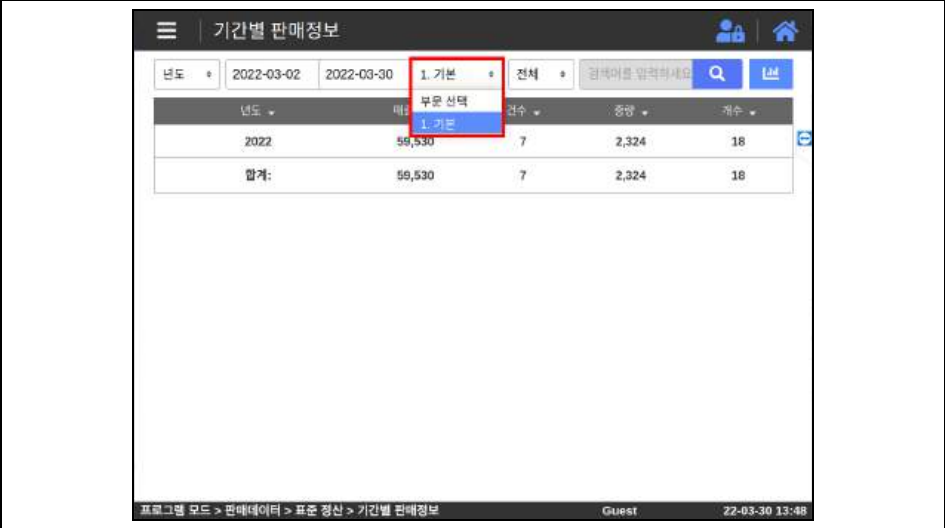 기간별 판매정보
년도 2022-03-02 2022-03-30 1. 기본 전체 검색어를 입력하세요
부문 선택
1. 기본
년도 건수 중량 개수
2022 59,530 7 2,324 18
합계: 59,530 7 2,324 18
프로그램 모드 > 판매데이터 > 표준 정산 > 기간별 판매정보 Guest 22-03-30 13:48